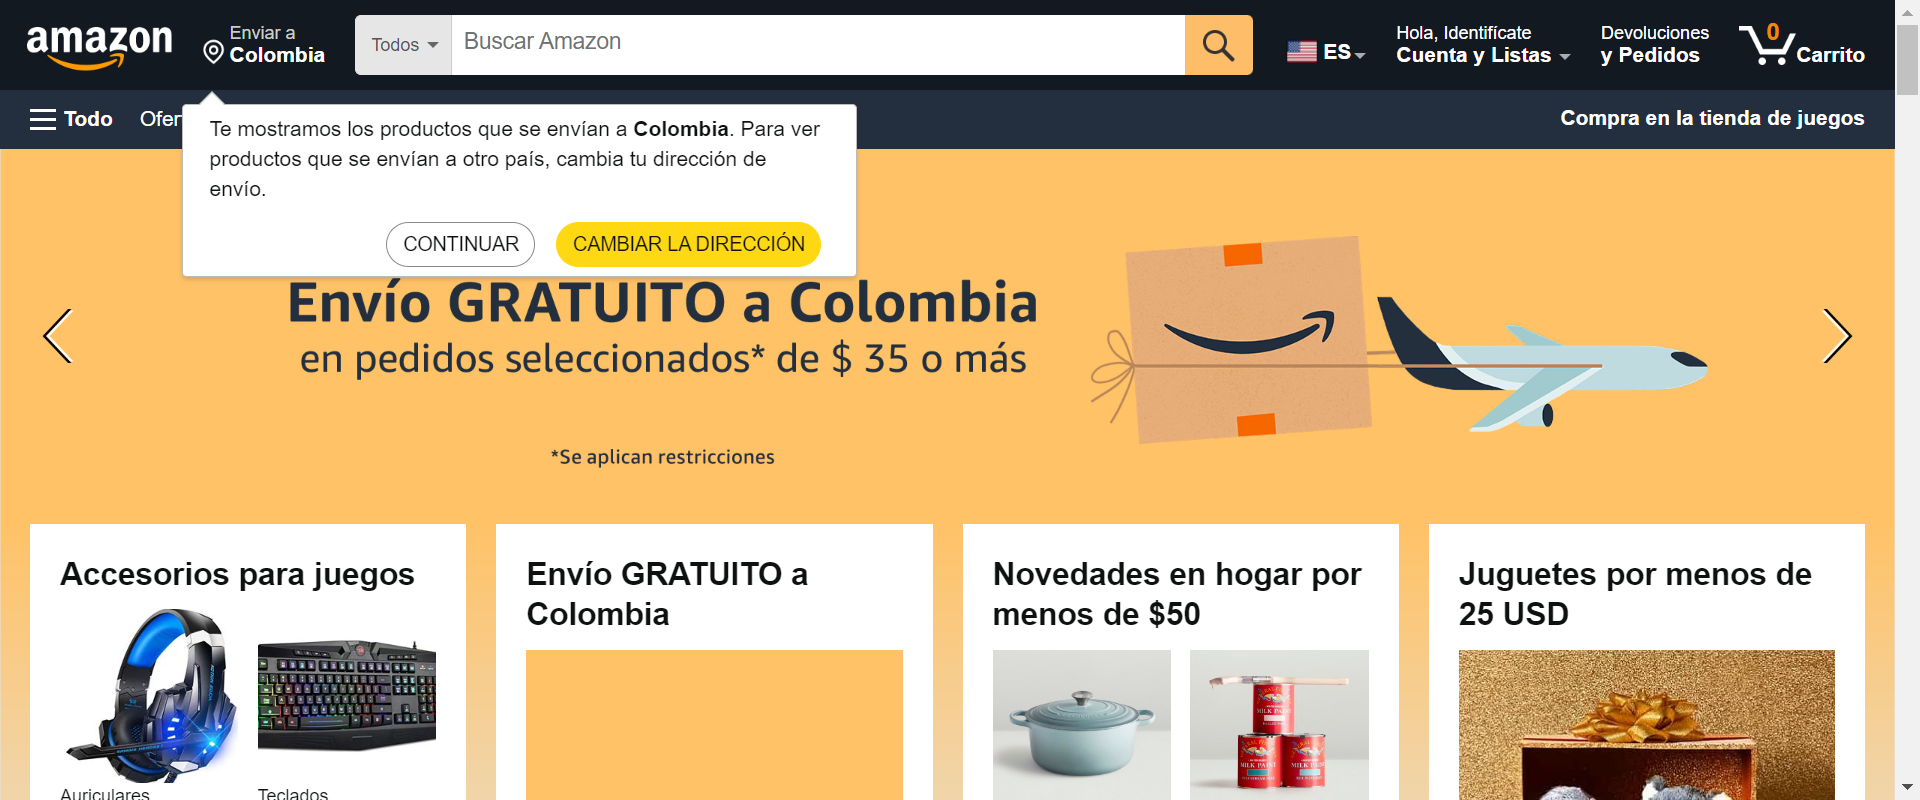 amazon
Enviar a
Colombia
Todos
Buscar Amazon
ES
Hola, Identifícate
Cuenta y Listas
Devoluciones
y Pedidos
0
Carrito
Todo
Ofer
Compra en la tienda de juegos
Te mostramos los productos que se envían a Colombia. Para ver
productos que se envían a otro país, cambia tu dirección de
envío.
CONTINUAR
CAMBIAR LA DIRECCIÓN
Envío GRATUITO a Colombia
en pedidos seleccionados* de $ 35 o más
*Se aplican restricciones
Accesorios para juegos
Auriculares
Teclados
Envío GRATUITO a
Colombia
Novedades en hogar por
menos de $50
MILK PAINT
MILK PAINT
MILK PAINT
Juguetes por menos de
25 USD